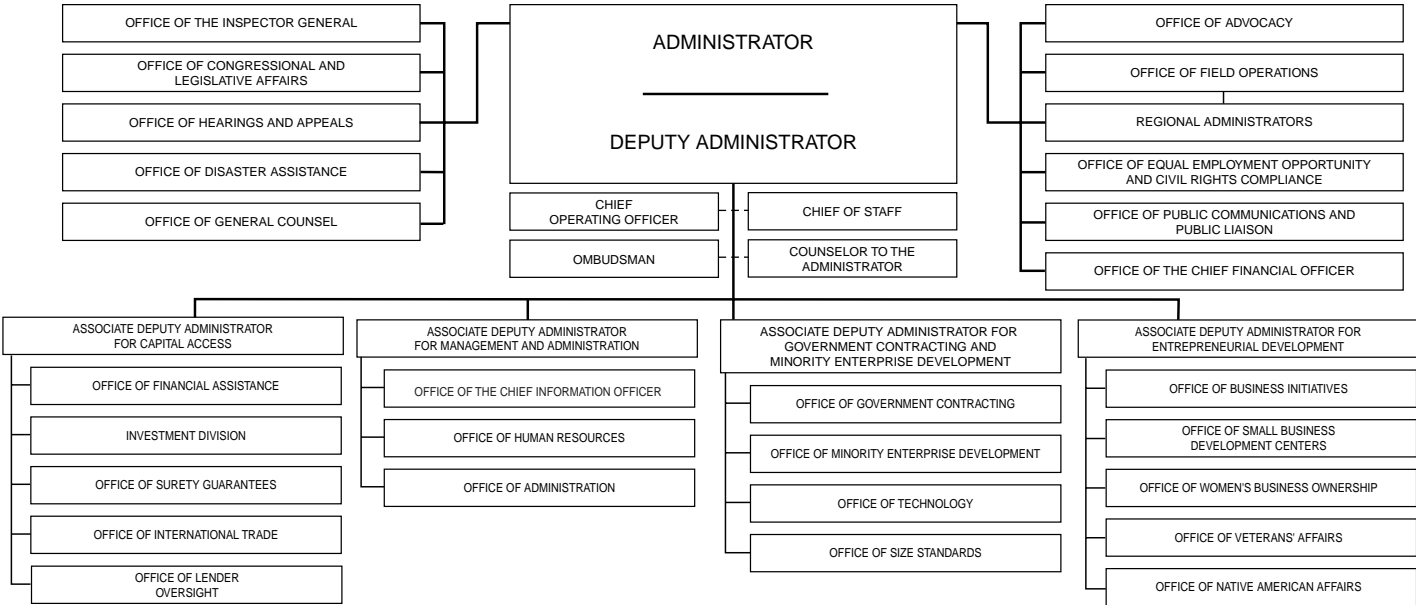 OFFICE OF THE INSPECTOR GENERAL
OFFICE OF CONGRESSIONAL AND
LEGISLATIVE AFFAIRS
OFFICE OF HEARINGS AND APPEALS
OFFICE OF DISASTER ASSISTANCE
OFFICE OF GENERAL COUNSEL
ADMINISTRATOR
DEPUTY ADMINISTRATOR
CHIEF
OPERATING OFFICER
CHIEF OF STAFF
OMBUDSMAN
COUNSELOR TO THE
ADMINISTRATOR
OFFICE OF ADVOCACY
OFFICE OF FIELD OPERATIONS
REGIONAL ADMINISTRATORS
OFFICE OF EQUAL EMPLOYMENT OPPORTUNITY
AND CIVIL RIGHTS COMPLIANCE
OFFICE OF PUBLIC COMMUNICATIONS AND
PUBLIC LIAISON
OFFICE OF THE CHIEF FINANCIAL OFFICER
ASSOCIATE DEPUTY ADMINISTRATOR
FOR CAPITAL ACCESS
OFFICE OF FINANCIAL ASSISTANCE
INVESTMENT DIVISION
OFFICE OF SURETY GUARANTEES
OFFICE OF INTERNATIONAL TRADE
OFFICE OF LENDER
OVERSIGHT
ASSOCIATE DEPUTY ADMINISTRATOR
FOR MANAGEMENT AND ADMINISTRATION
OFFICE OF THE CHIEF INFORMATION OFFICER
OFFICE OF HUMAN RESOURCES
OFFICE OF ADMINISTRATION
ASSOCIATE DEPUTY ADMINISTRATOR FOR
GOVERNMENT CONTRACTING AND
MINORITY ENTERPRISE DEVELOPMENT
OFFICE OF GOVERNMENT CONTRACTING
OFFICE OF MINORITY ENTERPRISE DEVELOPMENT
OFFICE OF TECHNOLOGY
OFFICE OF SIZE STANDARDS
ASSOCIATE DEPUTY ADMINISTRATOR FOR
ENTREPRENEURIAL DEVELOPMENT
OFFICE OF BUSINESS INITIATIVES
OFFICE OF SMALL BUSINESS
DEVELOPMENT CENTERS
OFFICE OF WOMEN'S BUSINESS OWNERSHIP
OFFICE OF VETERANS' AFFAIRS
OFFICE OF NATIVE AMERICAN AFFAIRS